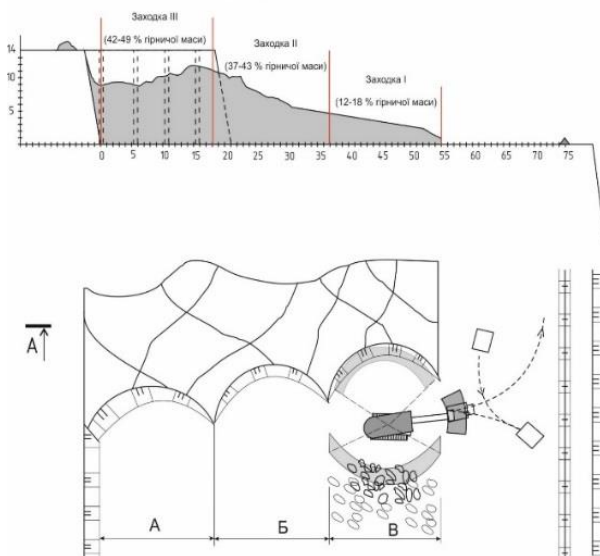 Заходка III
(42-49 % гірничої маси)
Заходка II
(37-43 % гірничої маси)
Заходка I
(12-18 % гірничої маси)
14
10
5
0 5 10 15 20 25 30 35 40 45 50 55 60 65 70 75
А
А Б В